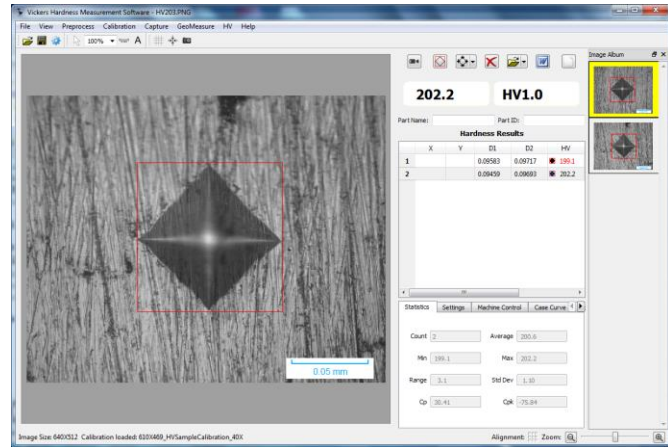 Vickers Hardness Measurement Software - HV203.PNG
File View Preprocess Calibration Capture GeoMeasure HV Help
100% A
Image Album
202.2 HV1.0
Part Name: Part ID:
Hardness Results
X Y D1 D2 HV
1 0.09583 0.09717 199.1
2 0.09459 0.09693 202.2
Statistics Settings Machine Control Case Curve
Count 2 Average 200.6
Min 199.1 Max 202.2
Range 3.1 Std Dev 1.10
Cp 30.41 Cpk -75.84
0.05 mm
Image Size: 640X512 Calibration loaded: 610X469_HVSampleCalibration_40X
Alignment: Zoom: